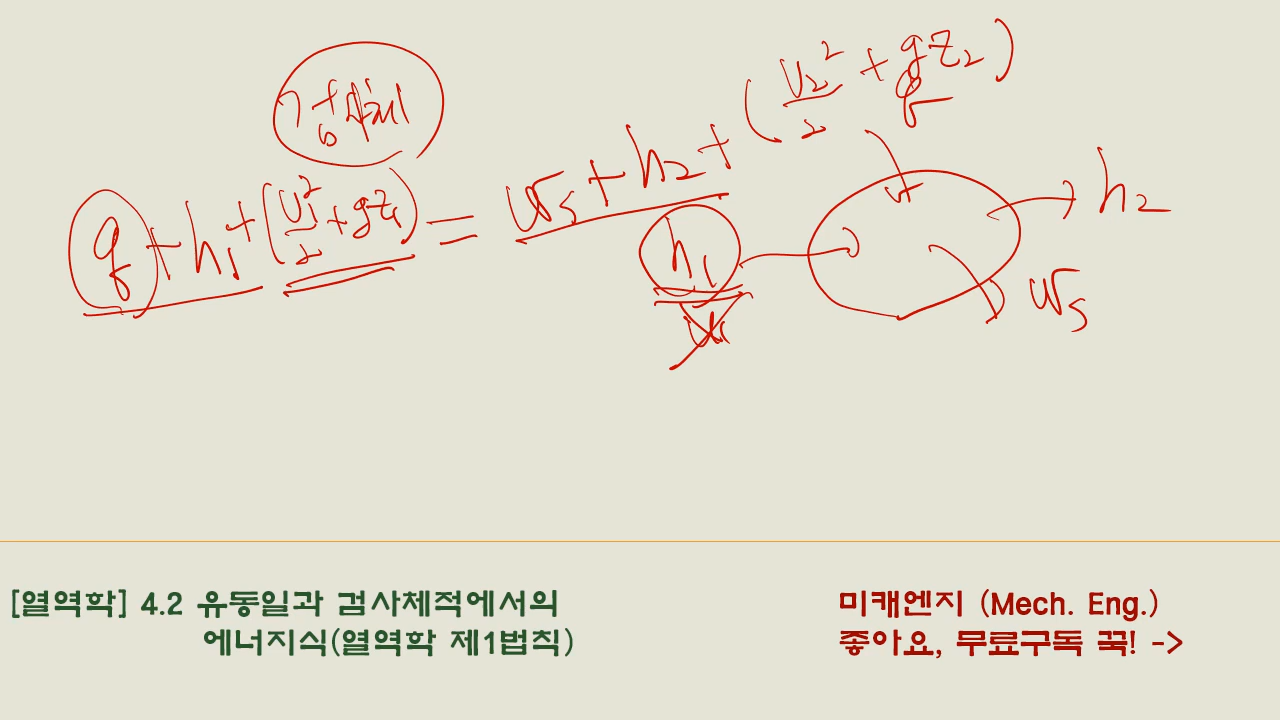 q + h₁ + (v₁²/2 + gz₁) = w_s + h₂ + (v₂²/2 + gz₂)
q
h₁
h₂
w_s
[열역학] 4.2 유동일과 검사체적에서의
에너지식(열역학 제1법칙)
미캐엔지 (Mech. Eng.)
좋아요, 무료구독 꾹! ->